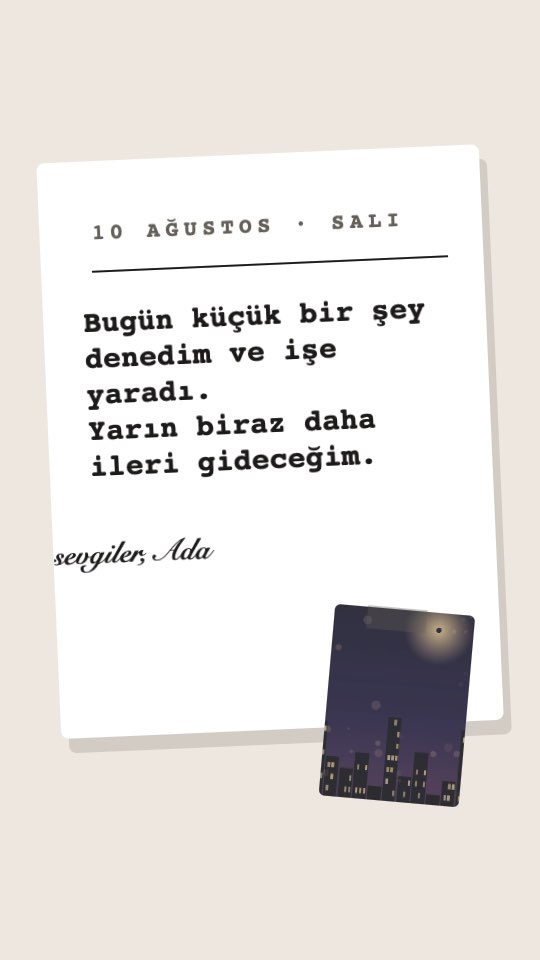 10 AĞUSTOS · SALI
Bugün küçük bir şey
denedim ve işe
yaradı.
Yarın biraz daha
ileri gideceğim.
sevgiler, Ada